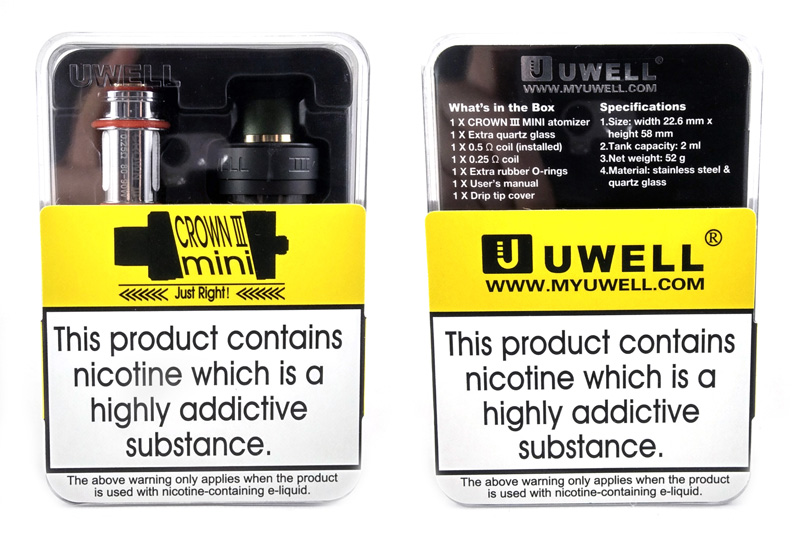 UWELL
LL III
CROWN III
mini
Just Right!
This product contains
nicotine which is a
highly addictive
substance.
The above warning only applies when the product
is used with nicotine-containing e-liquid.
UWELL®
WWW.MYUWELL.COM
What's in the Box
1 X CROWN III MINI atomizer
1 X Extra quartz glass
1 X 0.5 Ω coil (installed)
1 X 0.25 Ω coil
1 X Extra rubber O-rings
1 X User's manual
1 X Drip tip cover
Specifications
1.Size: width 22.6 mm x
height 58 mm
2.Tank capacity: 2 ml
3.Net weight: 52 g
4.Material: stainless steel &
quartz glass
UWELL®
WWW.MYUWELL.COM
This product contains
nicotine which is a
highly addictive
substance.
The above warning only applies when the product
is used with nicotine-containing e-liquid.